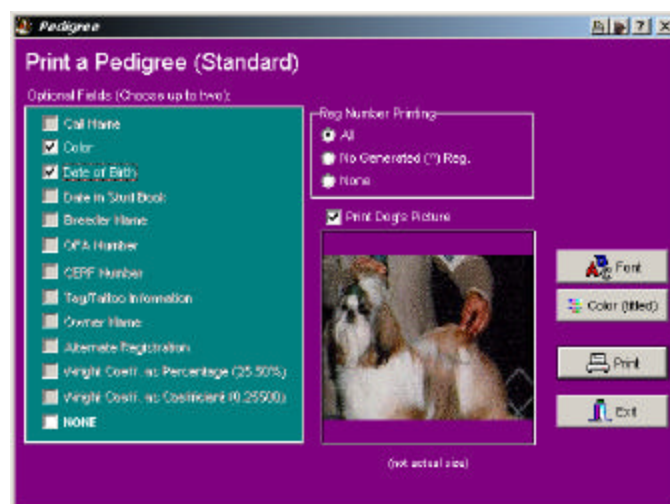 Pedigree
Print a Pedigree (Standard)
Optional Fields (Choose up to two):
Call Name
Color
Date of Birth
Date in Stud Book
Breeder Name
OFA Number
CERF Number
Tag/Tattoo Information
Owner Name
Alternate Registration
Wright Coeff. as Percentage (25.50%)
Wright Coeff. as Coefficient (0.25500)
NONE
Reg Number Printing
All
No Generated (*) Reg.
None
Print Dog's Picture
(not actual size)
Font
Color (titled)
Print
Exit